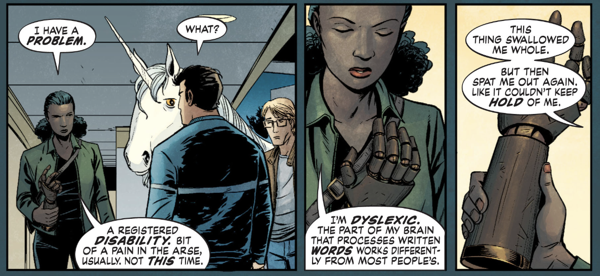 I HAVE A
PROBLEM.
WHAT?
A REGISTERED
DISABILITY. BIT
OF A PAIN IN THE ARSE,
USUALLY. NOT THIS TIME.
I'M DYSLEXIC.
THE PART OF MY BRAIN
THAT PROCESSES WRITTEN
WORDS WORKS DIFFERENT-
LY FROM MOST PEOPLE'S.
THIS
THING SWALLOWED
ME WHOLE.
BUT THEN
SPAT ME OUT AGAIN.
LIKE IT COULDN'T KEEP
HOLD OF ME.